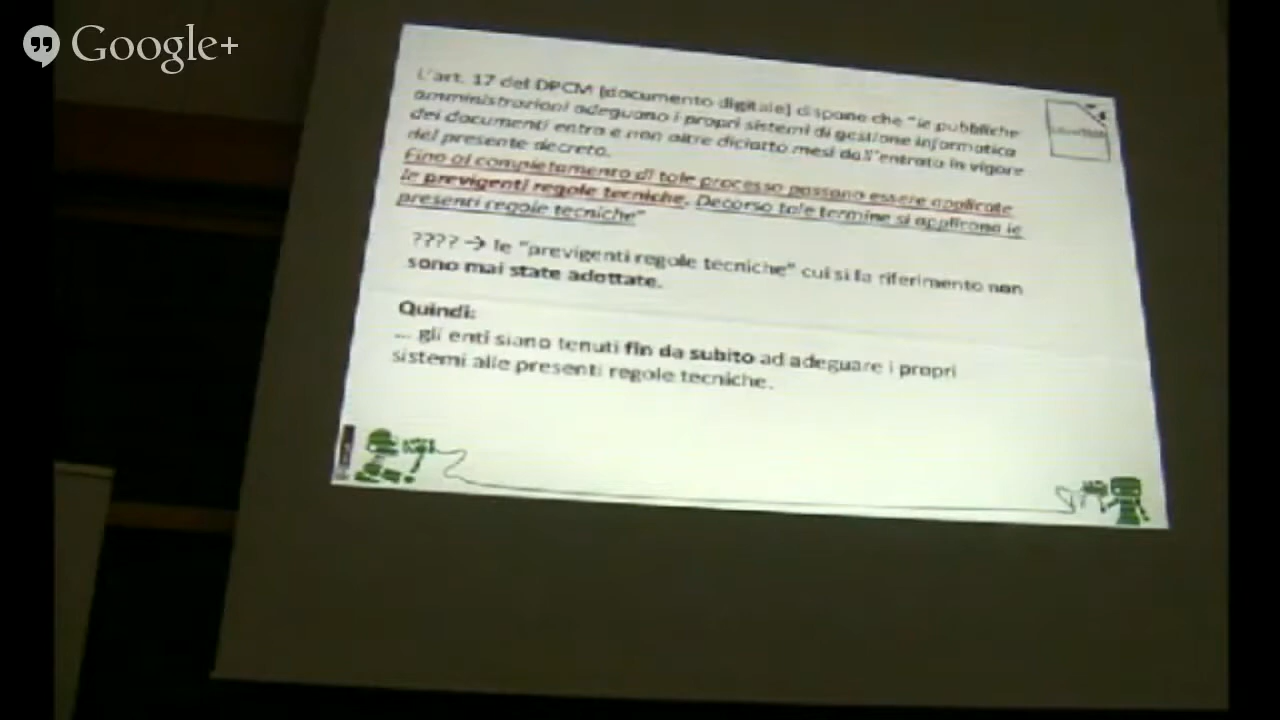 Google+
L'art. 17 del DPCM (documento digitale) dispone che "le pubbliche
amministrazioni adeguano i propri sistemi di gestione informatica
dei documenti entro e non oltre diciotto mesi dall'entrata in vigore
del presente decreto.
Fino al completamento di tale processo possono essere applicate
le previgenti regole tecniche. Decorso tale termine si applicano le
presenti regole tecniche"
???? → le "previgenti regole tecniche" cui si fa riferimento non
sono mai state adottate.
Quindi:
... gli enti siano tenuti fin da subito ad adeguare i propri
sistemi alle presenti regole tecniche.